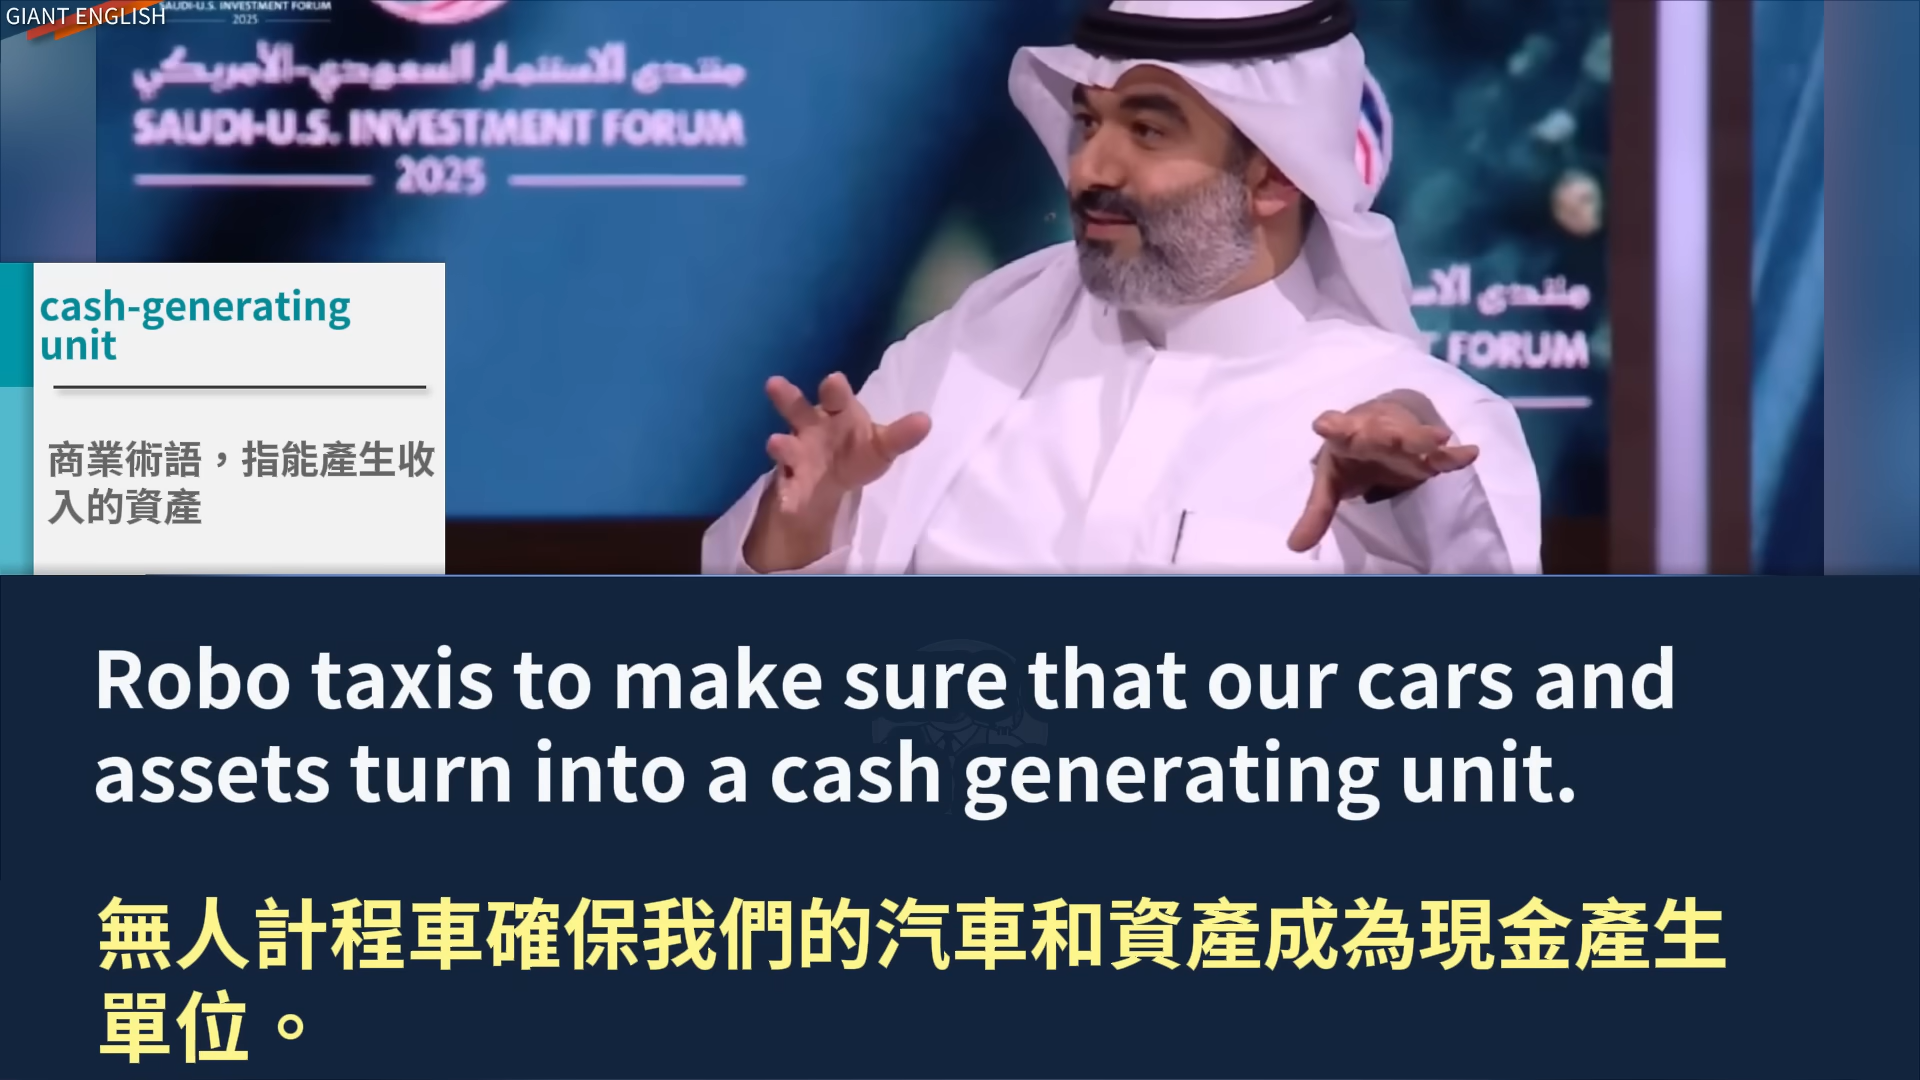 GIANT ENGLISH
SAUDI-U.S. INVESTMENT FORUM
2025
منتدى الاستثمار السعودي-الأمريكي
SAUDI-U.S. INVESTMENT FORUM
2025
منتدى الاس
T FORUM
cash-generating
unit
商業術語，指能產生收
入的資產
Robo taxis to make sure that our cars and
assets turn into a cash generating unit.
無人計程車確保我們的汽車和資產成為現金產生
單位。